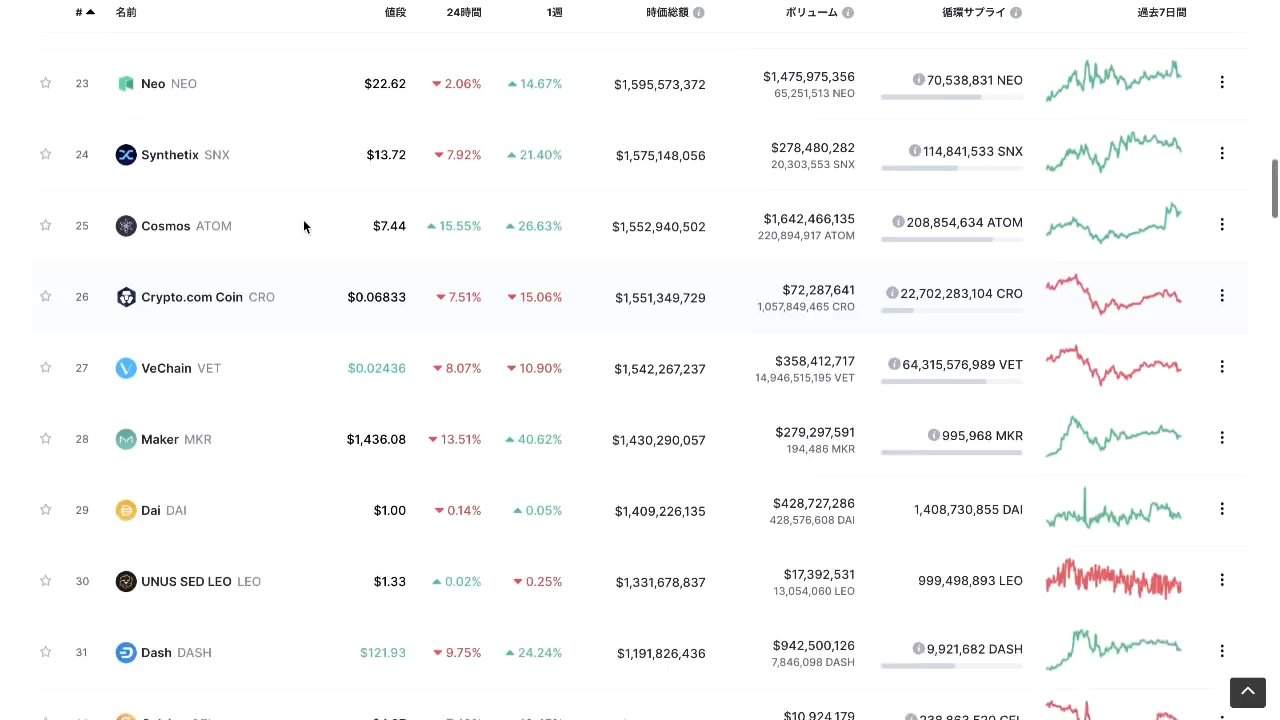 # 名前 値段 24時間 1週 時価総額 ボリューム 循環サプライ 過去7日間
23 Neo NEO $22.62 2.06% 14.67% $1,595,573,372 $1,475,975,356 70,538,831 NEO
65,251,513 NEO
24 Synthetix SNX $13.72 7.92% 21.40% $1,575,148,056 $278,480,282 114,841,533 SNX
20,303,553 SNX
25 Cosmos ATOM $7.44 15.55% 26.63% $1,552,940,502 $1,642,466,135 208,854,634 ATOM
220,894,917 ATOM
26 Crypto.com Coin CRO $0.06833 7.51% 15.06% $1,551,349,729 $72,287,641 22,702,283,104 CRO
1,057,849,465 CRO
27 VeChain VET $0.02436 8.07% 10.90% $1,542,267,237 $358,412,717 64,315,576,989 VET
14,946,515,195 VET
28 Maker MKR $1,436.08 13.51% 40.62% $1,430,290,057 $279,297,591 995,968 MKR
194,486 MKR
29 Dai DAI $1.00 0.14% 0.05% $1,409,226,135 $428,727,286 1,408,730,855 DAI
428,576,608 DAI
30 UNUS SED LEO LEO $1.33 0.02% 0.25% $1,331,678,837 $17,392,531 999,498,893 LEO
13,054,060 LEO
31 Dash DASH $121.93 9.75% 24.24% $1,191,826,436 $942,500,126 9,921,682 DASH
7,846,098 DASH
$10,924,179